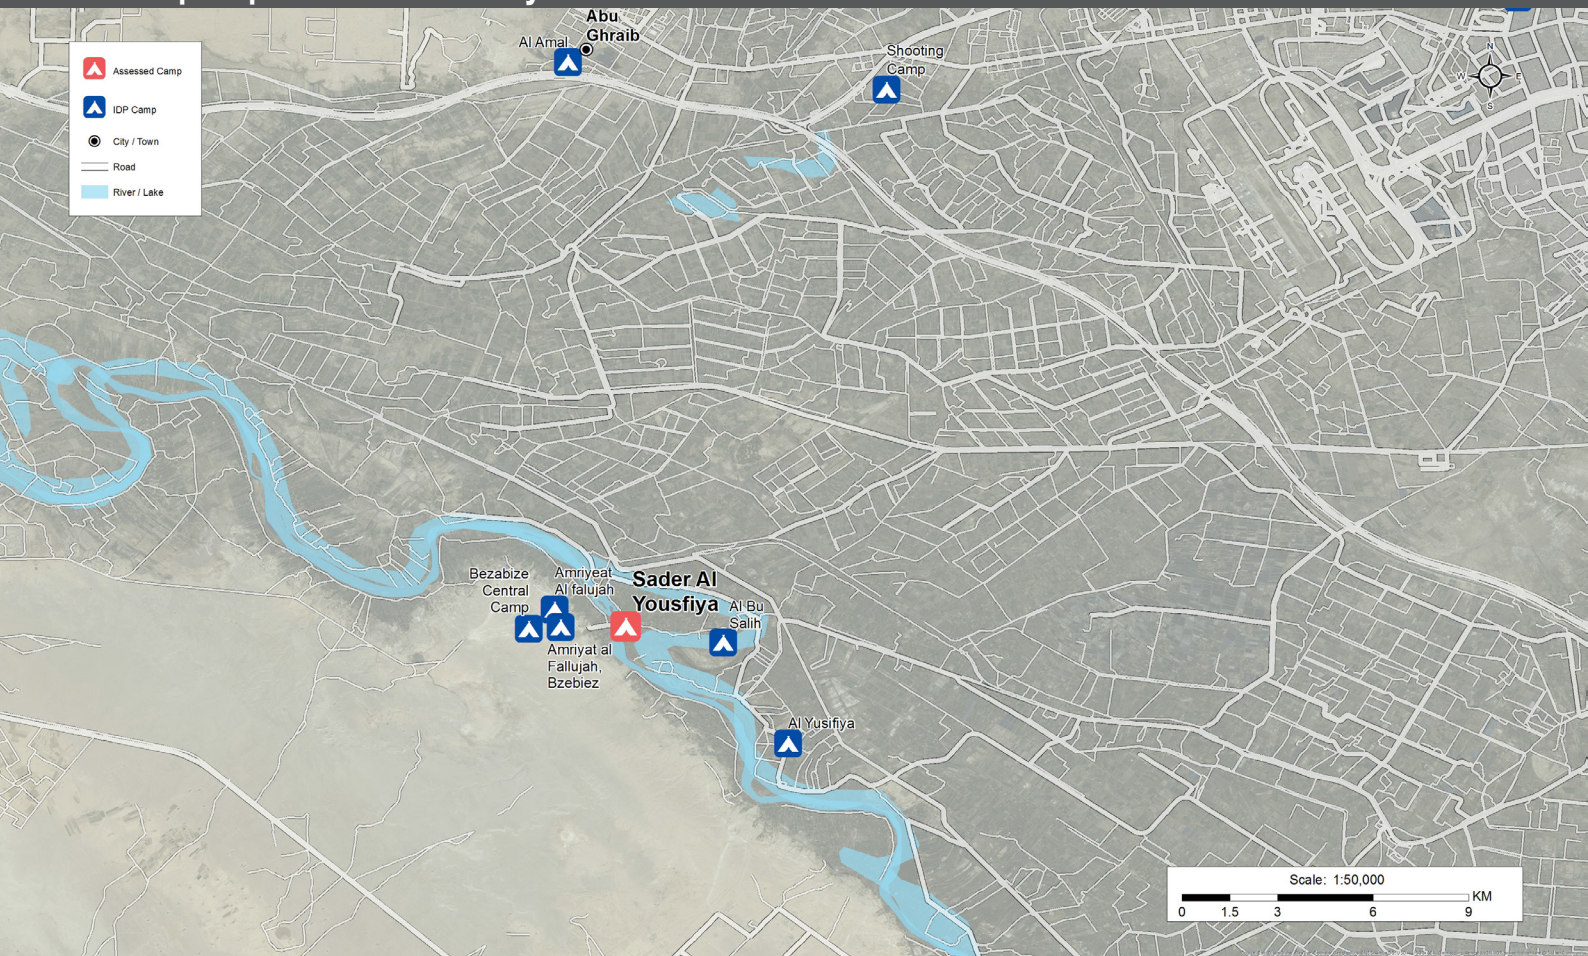 Abu
Ghraib
Al Amal
Shooting
Camp
Assessed Camp
IDP Camp
City / Town
Road
River / Lake
N
W
E
S
Bezabize
Central
Camp
Amriyeat
Al falujah
Sader Al
Yousfiya
Al Bu
Salih
Amriyat al
Fallujah,
Bzebiez
Al Yusifiya
Scale: 1:50,000
KM
0 1.5 3 6 9